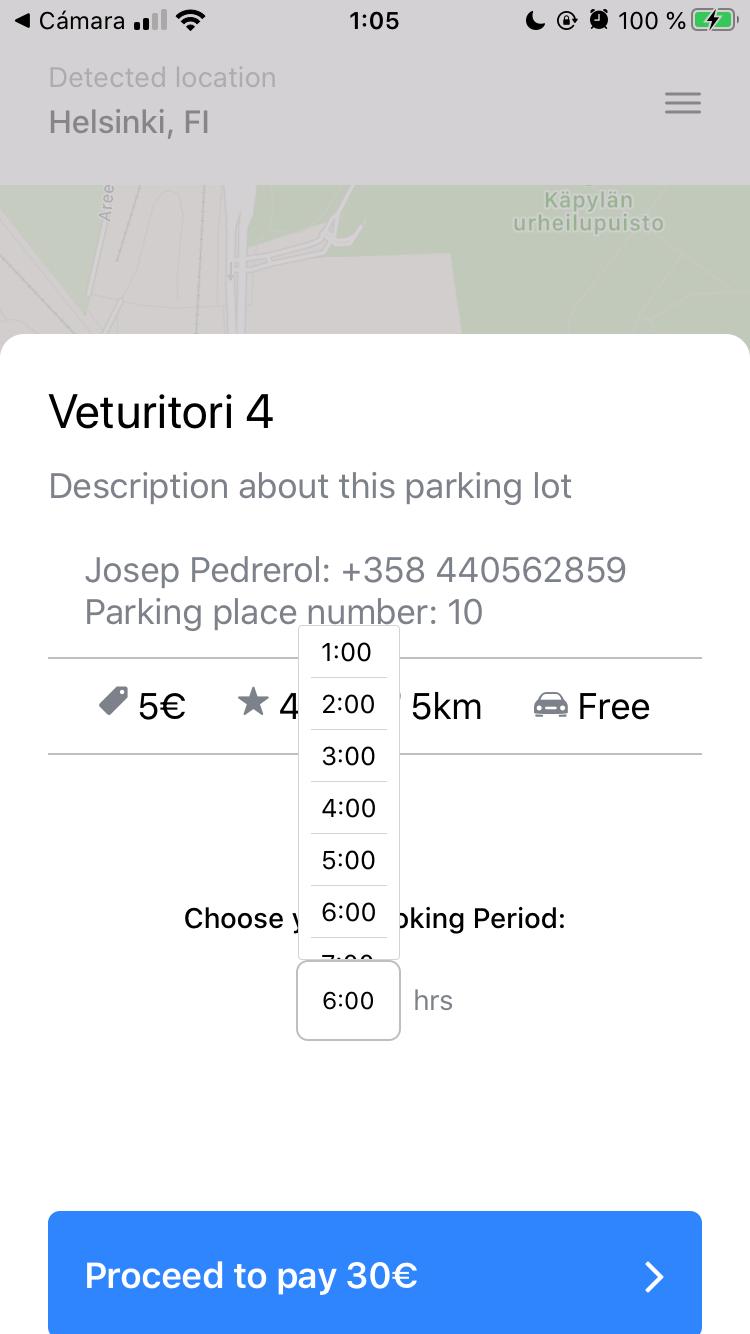 Cámara 1:05 100 %
Detected location
Helsinki, FI
Aree
Käpylän
urheilupuisto
Veturitori 4
Description about this parking lot
Josep Pedrerol: +358 440562859
Parking place number: 10
5€ 4 5km Free
1:00
2:00
3:00
4:00
5:00
6:00
7:00
Choose y oking Period:
6:00 hrs
Proceed to pay 30€